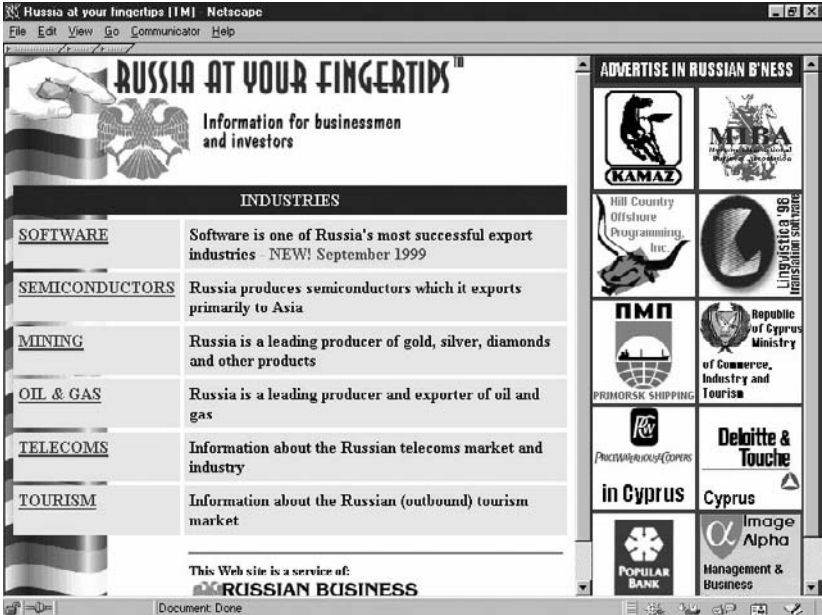 Russia at your fingertips [TM] - Netscape
File Edit View Go Communicator Help
RUSSIA AT YOUR FINGERTIPS™
Information for businessmen
and investors
INDUSTRIES
SOFTWARE
Software is one of Russia's most successful export
industries - NEW! September 1999
SEMICONDUCTORS
Russia produces semiconductors which it exports
primarily to Asia
MINING
Russia is a leading producer of gold, silver, diamonds
and other products
OIL & GAS
Russia is a leading producer and exporter of oil and
gas
TELECOMS
Information about the Russian telecoms market and
industry
TOURISM
Information about the Russian (outbound) tourism
market
This Web site is a service of:
RUSSIAN BUSINESS
ADVERTISE IN RUSSIAN B'NESS
KAMAZ
MIBA
Hill Country
Offshore
Programming,
Inc.
Lingvistica '98
translation software
ПМП
PRIMORSK SHIPPING
Republic
of Cyprus
Ministry
of Commerce,
Industry and
Tourism
PwC
PRICEWATERHOUSECOOPERS
in Cyprus
Deloitte &
Touche
Cyprus
POPULAR
BANK
Image
Alpha
Management &
Business
Document: Done